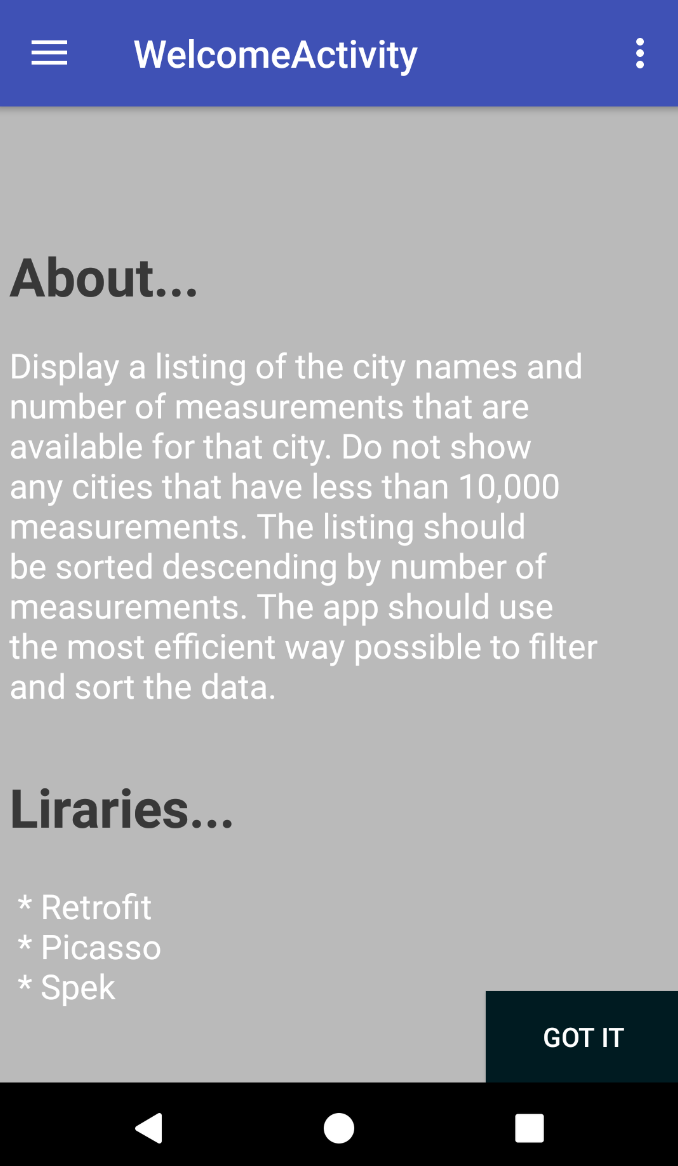 WelcomeActivity
About...
Display a listing of the city names and
number of measurements that are
available for that city. Do not show
any cities that have less than 10,000
measurements. The listing should
be sorted descending by number of
measurements. The app should use
the most efficient way possible to filter
and sort the data.
Liraries...
* Retrofit
* Picasso
* Spek
GOT IT